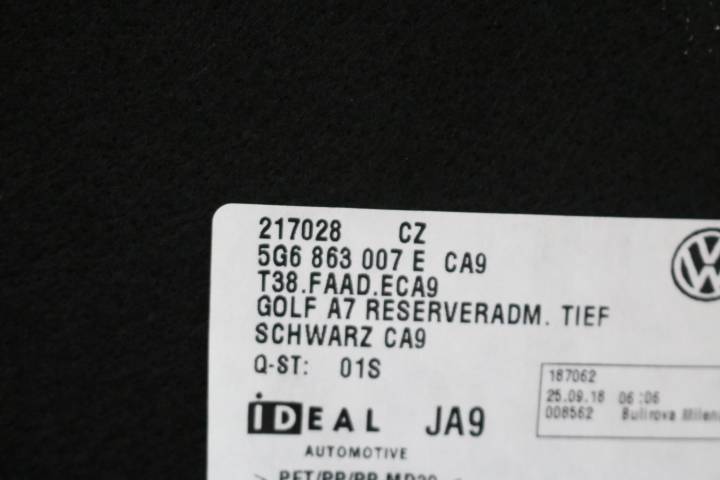 217028 CZ
5G6 863 007 E CA9
T38.FAAD.ECA9
GOLF A7 RESERVERADM. TIEF
SCHWARZ CA9
Q-ST: 01S
187062
25.09.18 06:06
008562 Bulirova
IDEAL JA9
AUTOMOTIVE